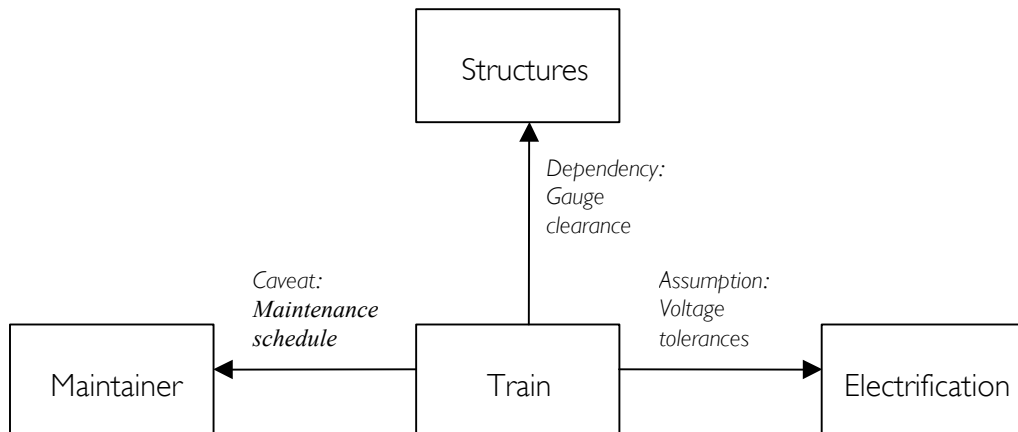 Structures
Dependency:
Gauge
clearance
Caveat:
Maintenance
schedule
Assumption:
Voltage
tolerances
Maintainer
Train
Electrification